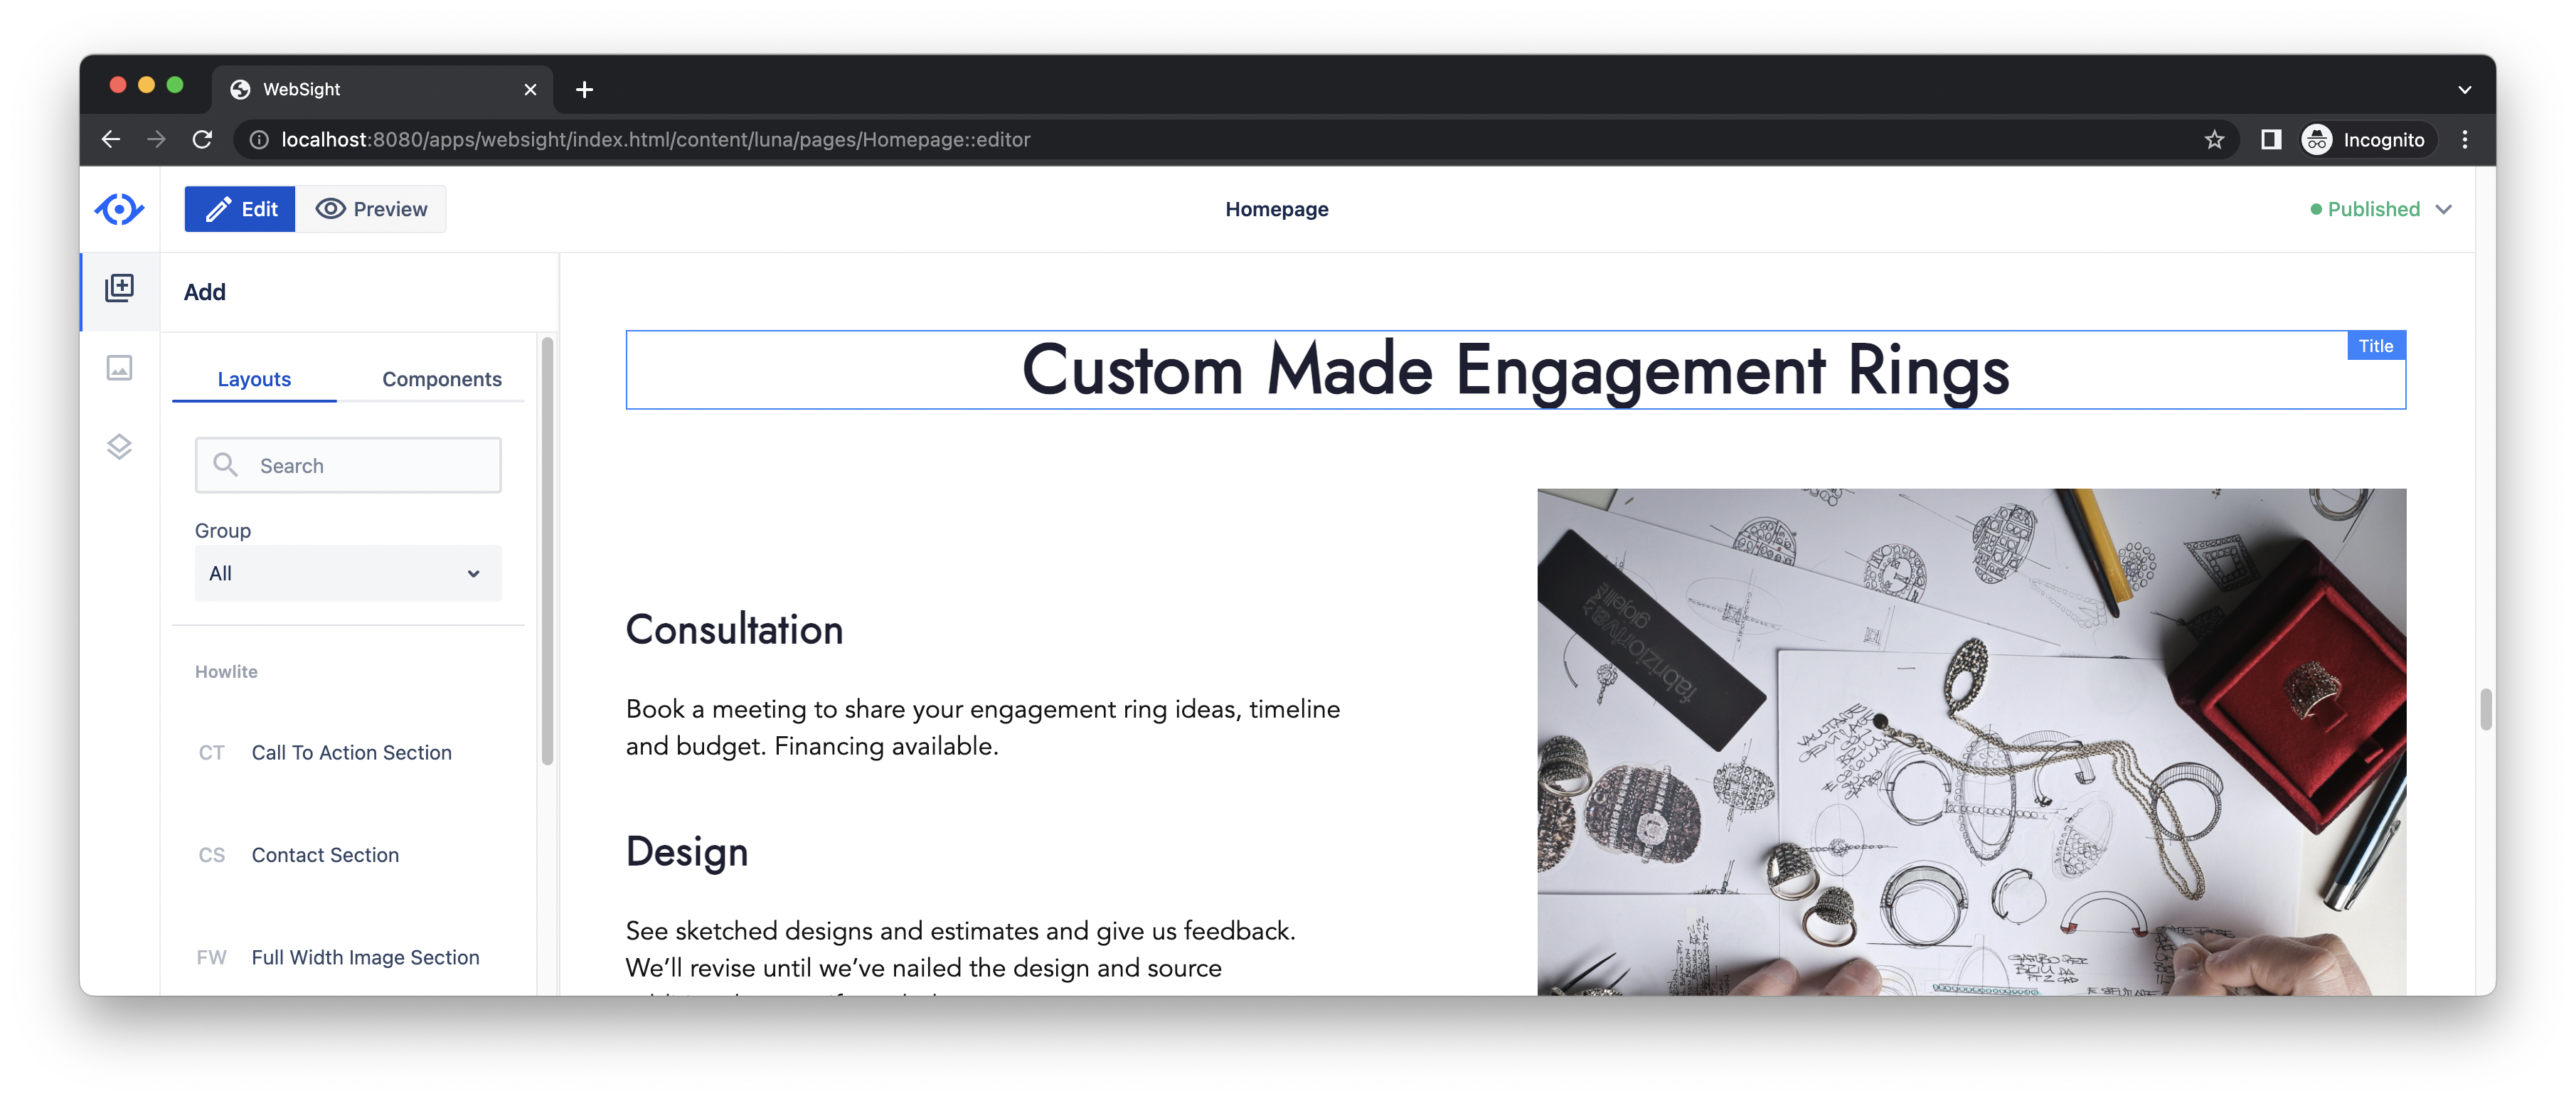 WebSight
localhost:8080/apps/websight/index.html/content/luna/pages/Homepage::editor
Incognito
Edit
Preview
Homepage
Published
Add
Layouts
Components
Search
Group
All
Howlite
CT Call To Action Section
CS Contact Section
FW Full Width Image Section
Custom Made Engagement Rings
Title
Consultation
Book a meeting to share your engagement ring ideas, timeline
and budget. Financing available.
Design
See sketched designs and estimates and give us feedback.
We’ll revise until we’ve nailed the design and source
fabrizioriva
gioielli